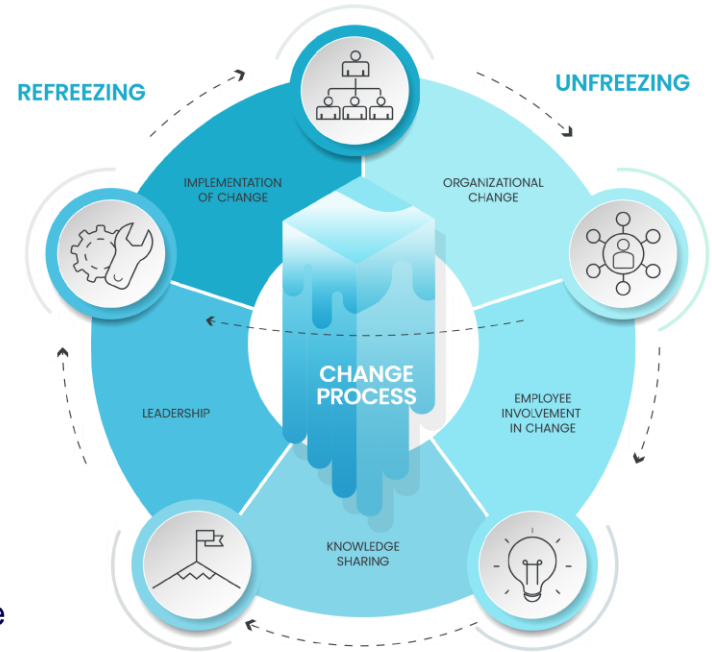 REFREEZING
UNFREEZING
IMPLEMENTATION
OF CHANGE
ORGANIZATIONAL
CHANGE
CHANGE
PROCESS
LEADERSHIP
EMPLOYEE
INVOLVEMENT
IN CHANGE
KNOWLEDGE
SHARING
e